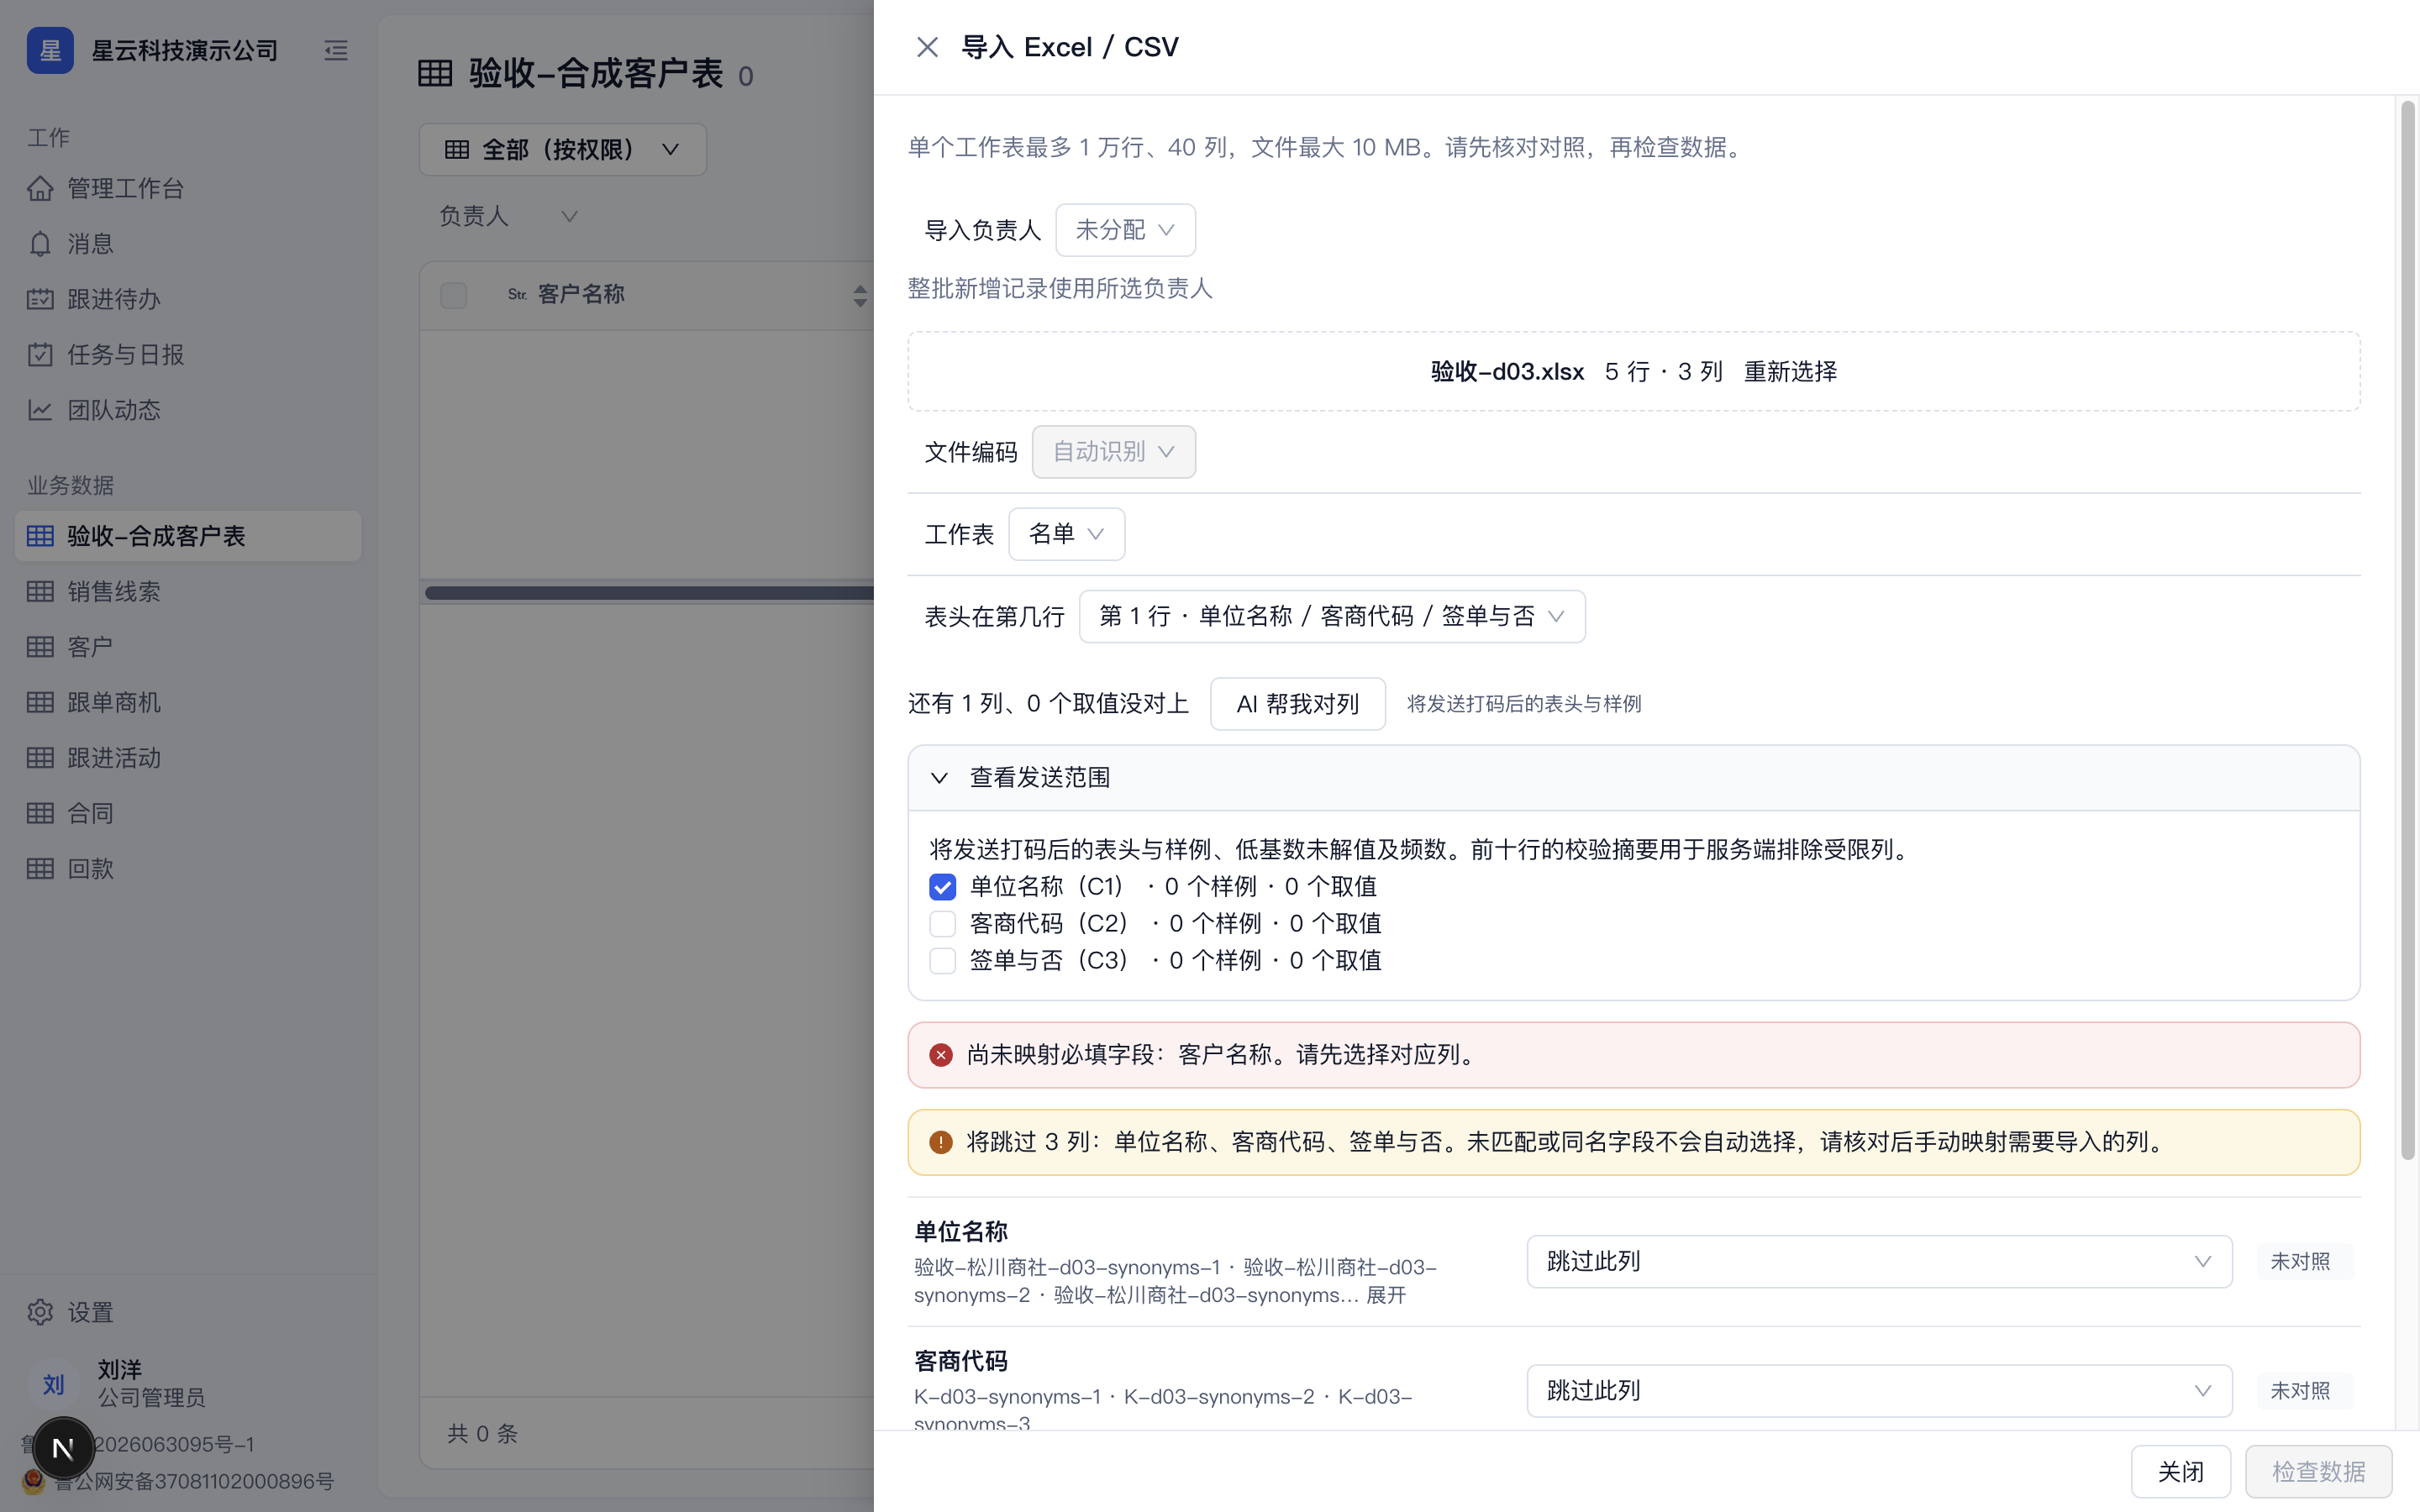 星 星云科技演示公司
工作
管理工作台
消息
跟进待办
任务与日报
团队动态
业务数据
验收-合成客户表
销售线索
客户
跟单商机
跟进活动
合同
回款
设置
刘 刘洋
公司管理员
N
2026063095号-1
公网安备37081102000896号
验收-合成客户表 0
全部（按权限）
负责人
Str. 客户名称
共 0 条
导入 Excel / CSV
单个工作表最多 1 万行、40 列，文件最大 10 MB。请先核对对照，再检查数据。
导入负责人 未分配
整批新增记录使用所选负责人
验收-d03.xlsx 5 行 · 3 列 重新选择
文件编码 自动识别
工作表 名单
表头在第几行 第 1 行 · 单位名称 / 客商代码 / 签单与否
还有 1 列、0 个取值没对上 AI 帮我对列 将发送打码后的表头与样例
查看发送范围
将发送打码后的表头与样例、低基数未解值及频数。前十行的校验摘要用于服务端排除受限列。
单位名称（C1） · 0 个样例 · 0 个取值
客商代码（C2） · 0 个样例 · 0 个取值
签单与否（C3） · 0 个样例 · 0 个取值
尚未映射必填字段：客户名称。请先选择对应列。
将跳过 3 列：单位名称、客商代码、签单与否。未匹配或同名字段不会自动选择，请核对后手动映射需要导入的列。
单位名称
验收-松川商社-d03-synonyms-1 · 验收-松川商社-d03-
synonyms-2 · 验收-松川商社-d03-synonyms... 展开
跳过此列 未对照
客商代码
K-d03-synonyms-1 · K-d03-synonyms-2 · K-d03-
synonyms-3
跳过此列 未对照
关闭 检查数据